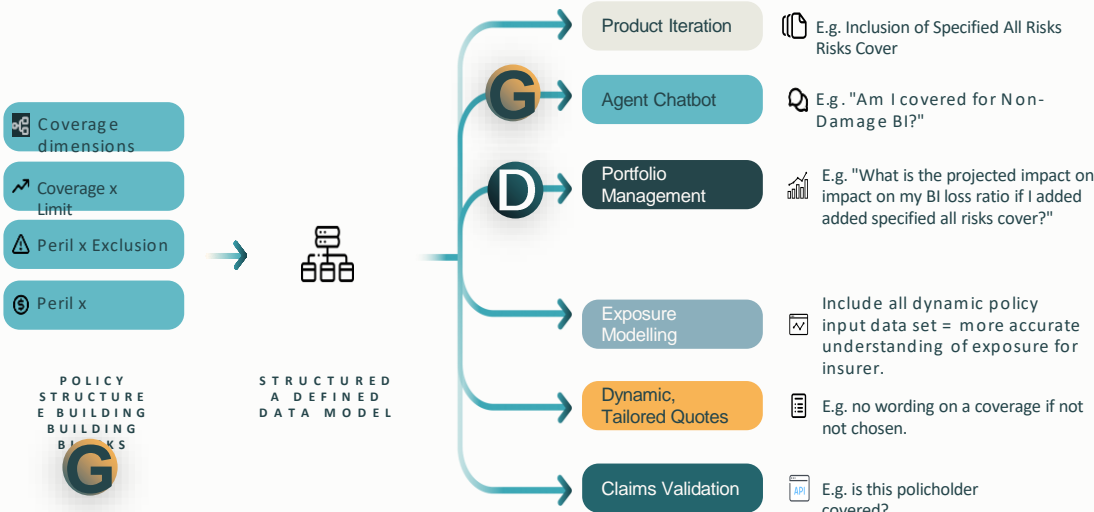 Coverage
dimensions
Coverage x
Limit
Peril x Exclusion
Peril x
POLICY
STRUCTURE
E BUILDING
BUILDING
G
STRUCTURED
A DEFINED
DATA MODEL
Product Iteration
E.g. Inclusion of Specified All Risks
Risks Cover
G
Agent Chatbot
E.g. "Am I covered for Non-
Damage BI?"
D
Portfolio
Management
E.g. "What is the projected impact on
impact on my BI loss ratio if I added
added specified all risks cover?"
Exposure
Modelling
Include all dynamic policy
input data set = more accurate
understanding of exposure for
insurer.
Dynamic,
Tailored Quotes
E.g. no wording on a coverage if not
not chosen.
Claims Validation
API
E.g. is this policholder
covered?